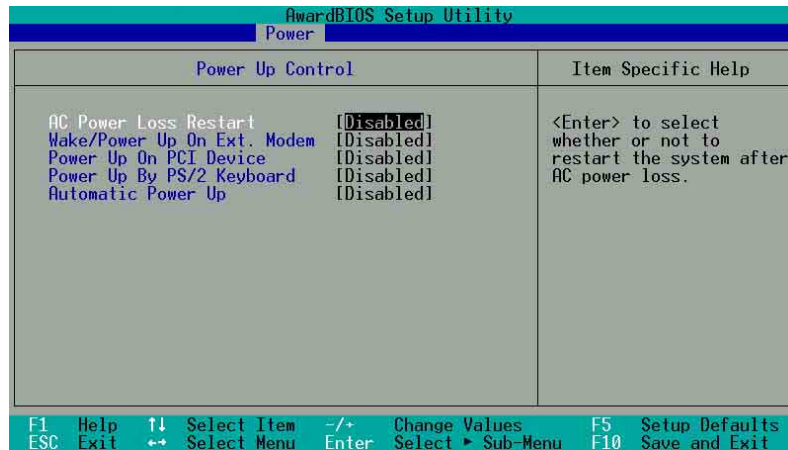 AwardBIOS Setup Utility
Power
Power Up Control
Item Specific Help
AC Power Loss Restart [Disabled]
Wake/Power Up On Ext. Modem [Disabled]
Power Up On PCI Device [Disabled]
Power Up By PS/2 Keyboard [Disabled]
Automatic Power Up [Disabled]
<Enter> to select
whether or not to
restart the system after
AC power loss.
F1 Help ↑↓ Select Item -/+ Change Values F5 Setup Defaults
ESC Exit ←→ Select Menu Enter Select ► Sub-Menu F10 Save and Exit